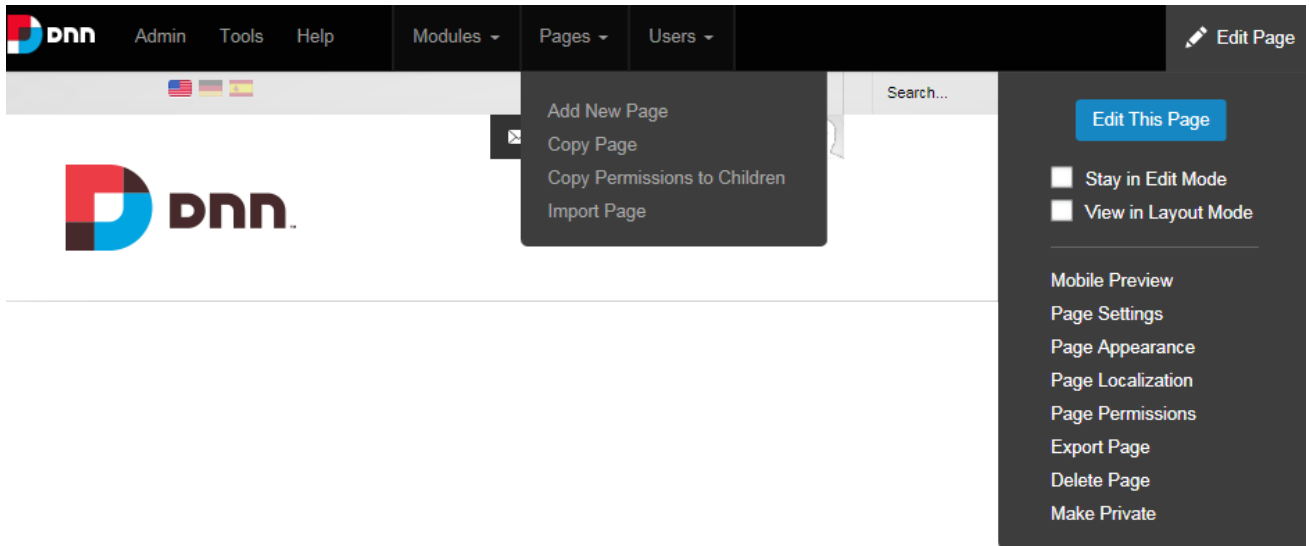 DNN Admin Tools Help Modules Pages Users Edit Page
Search...
Add New Page
Copy Page
Copy Permissions to Children
Import Page
DNN
Edit This Page
Stay in Edit Mode
View in Layout Mode
Mobile Preview
Page Settings
Page Appearance
Page Localization
Page Permissions
Export Page
Delete Page
Make Private